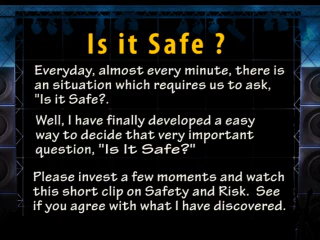 Is it Safe ?
Everyday, almost every minute, there is
an situation which requires us to ask,
"Is it Safe?.
Well, I have finally developed a easy
way to decide that very important
question, "Is It Safe?"
Please invest a few moments and watch
this short clip on Safety and Risk. See
if you agree with what I have discovered.